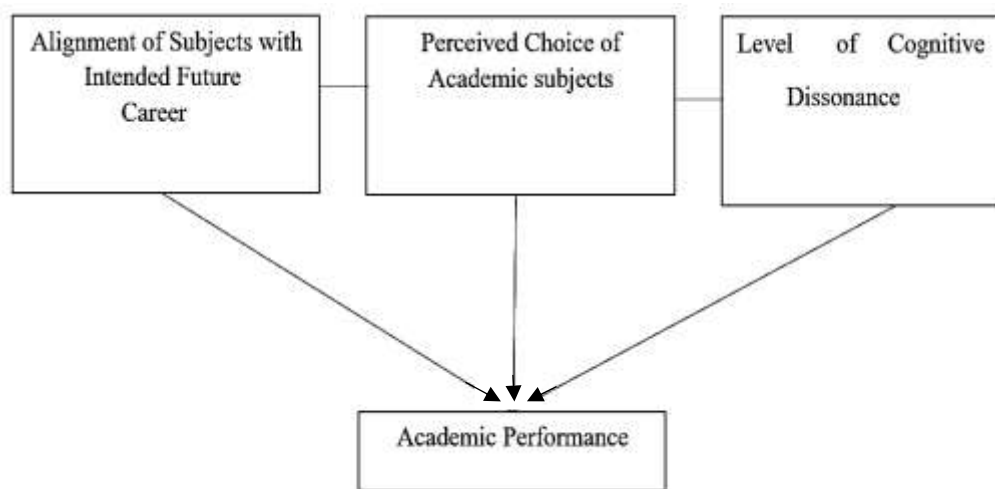 Alignment of Subjects with
Intended Future
Career
Perceived Choice of
Academic subjects
Level of Cognitive
Dissonance
Academic Performance